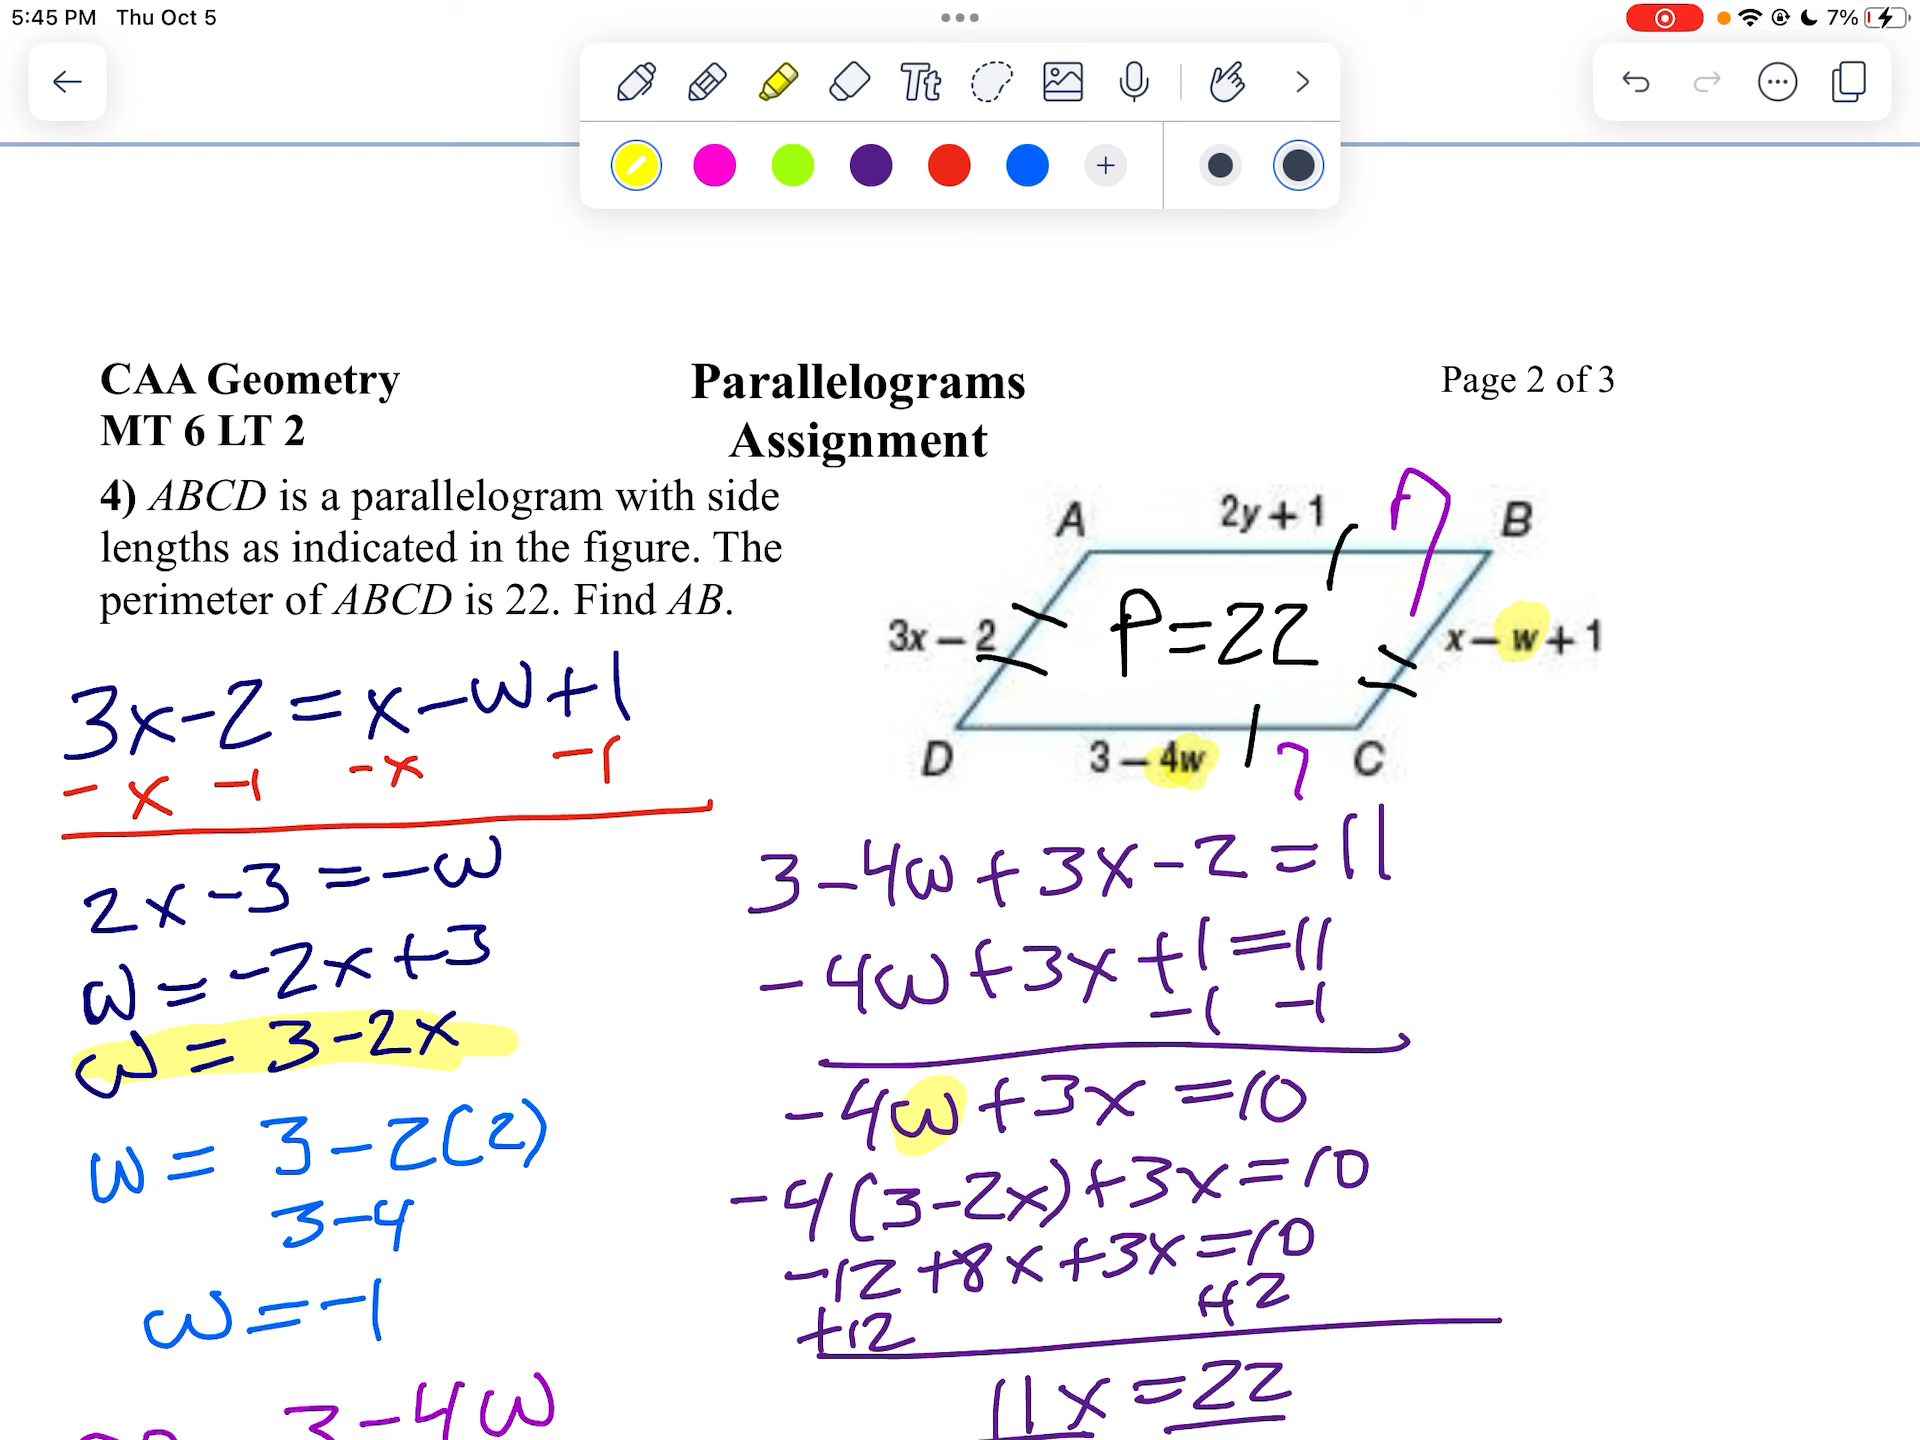 5:45 PM Thu Oct 5
7%
Tt
CAA Geometry
MT 6 LT 2
Parallelograms
Assignment
Page 2 of 3
4) ABCD is a parallelogram with side
lengths as indicated in the figure. The
perimeter of ABCD is 22. Find AB.
A
2y + 1
7
B
3x – 2
P=22
x – w + 1
D
3 – 4w
7
C
3x-2=x-w+1
-x -1 -x -1
2x-3=-w
w=-2x+3
w=3-2x
w=3-2(2)
3-4
w=-1
3-4w
3-4w+3x-2=11
-4w+3x+1=11
-1 -1
-4w+3x=10
-4(3-2x)+3x=10
-12+8x+3x=10
+12 +12
11x=22